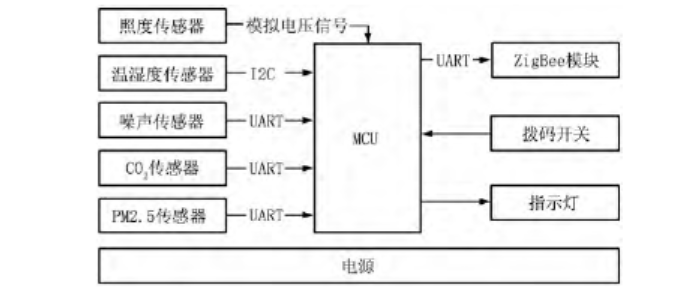 照度传感器 模拟电压信号
温湿度传感器 I2C UART ZigBee模块
噪声传感器 UART
MCU 拨码开关
CO₂传感器 UART
PM2.5传感器 UART 指示灯
电源